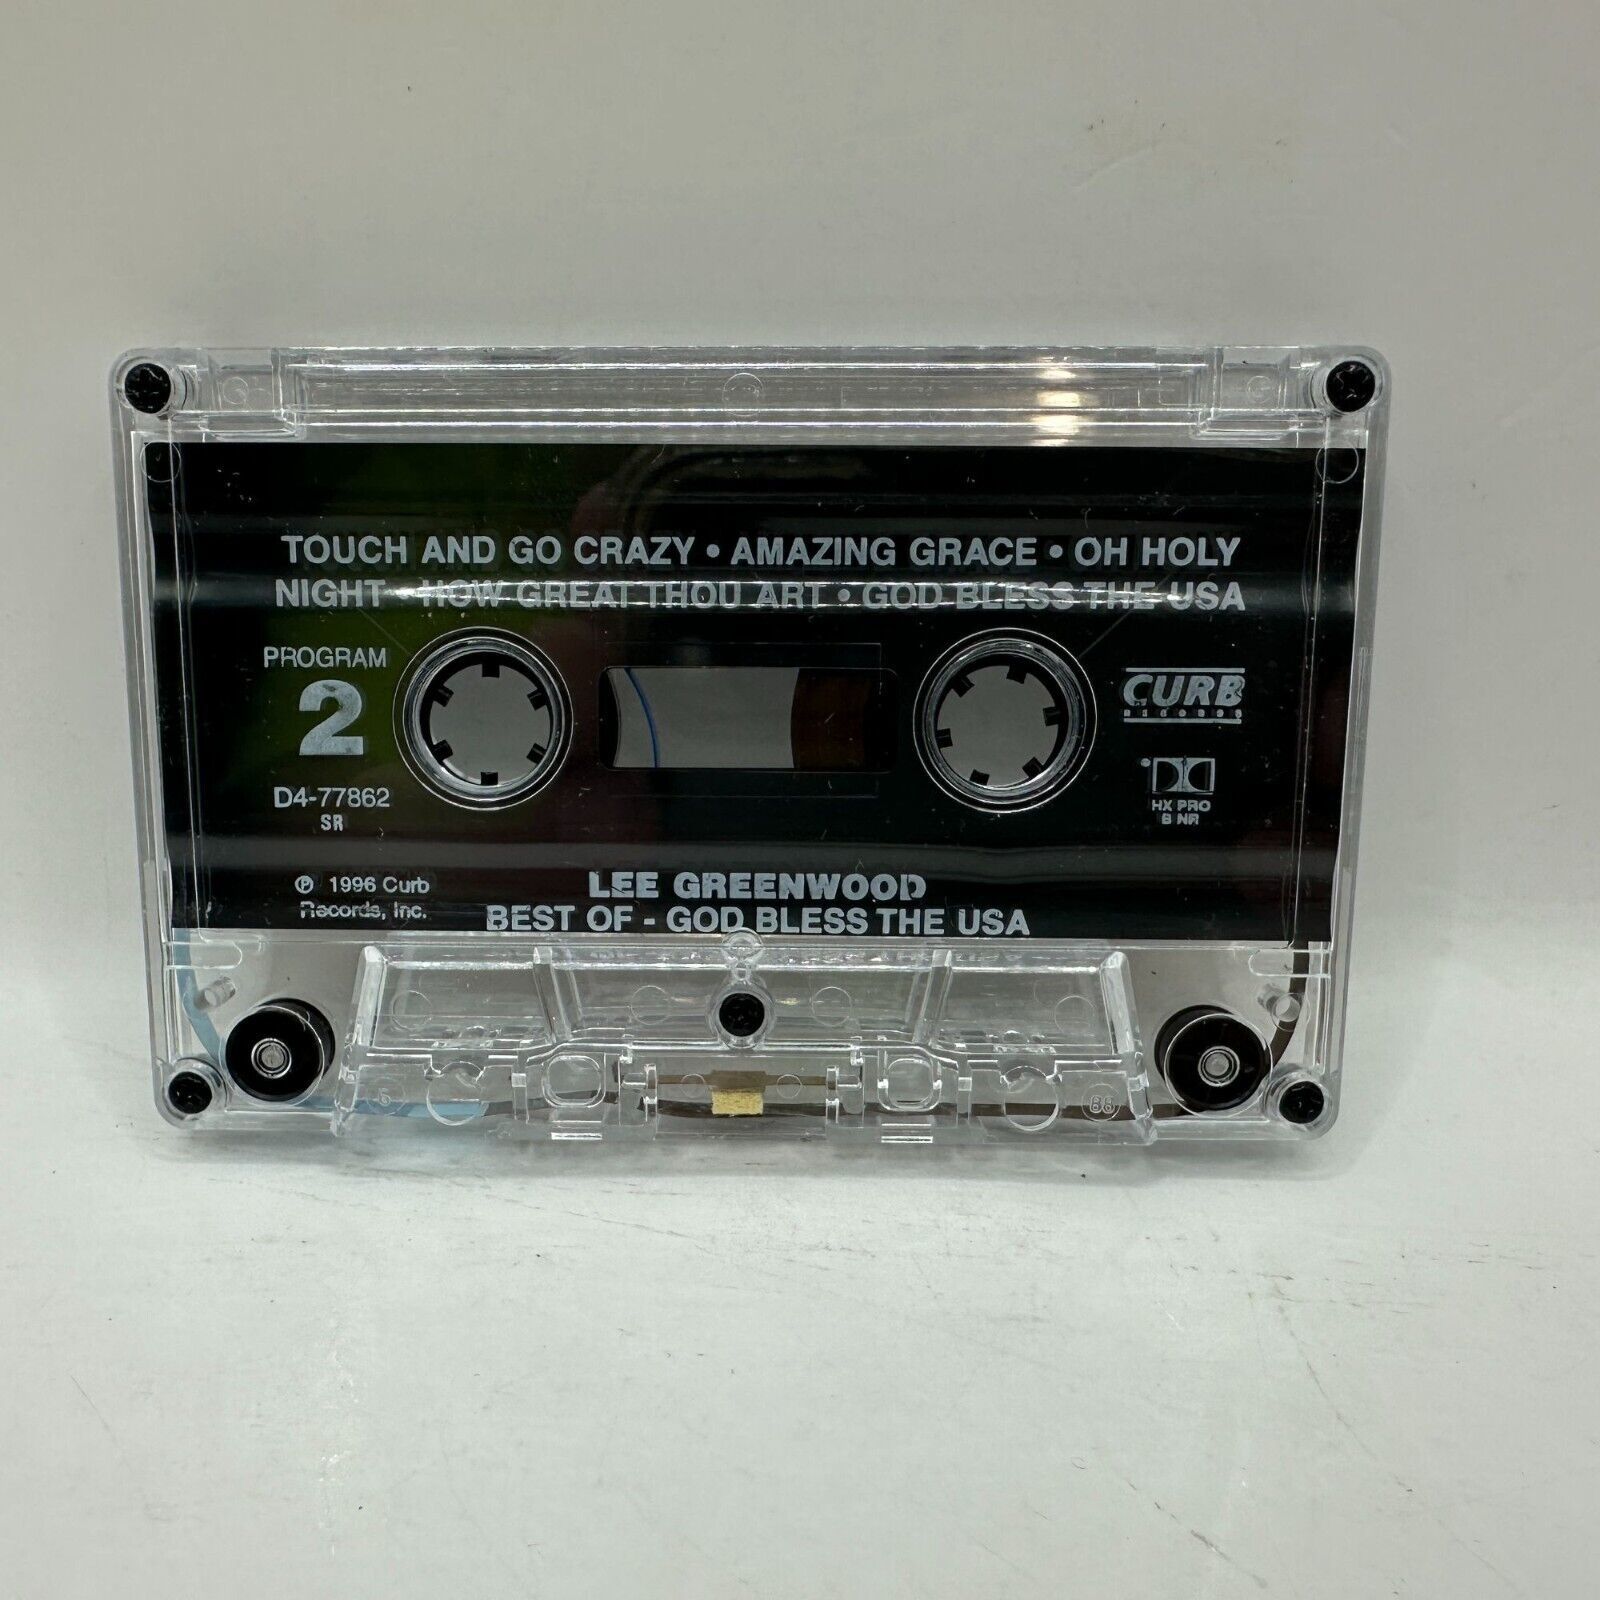 TOUCH AND GO CRAZY • AMAZING GRACE • OH HOLY
NIGHT HOW GREAT THOU ART • GOD BLESS THE USA
PROGRAM
2
D4-77862
SR
CURB
RECORDS
HX PRO
B NR
℗ 1996 Curb
Records, Inc.
LEE GREENWOOD
BEST OF - GOD BLESS THE USA